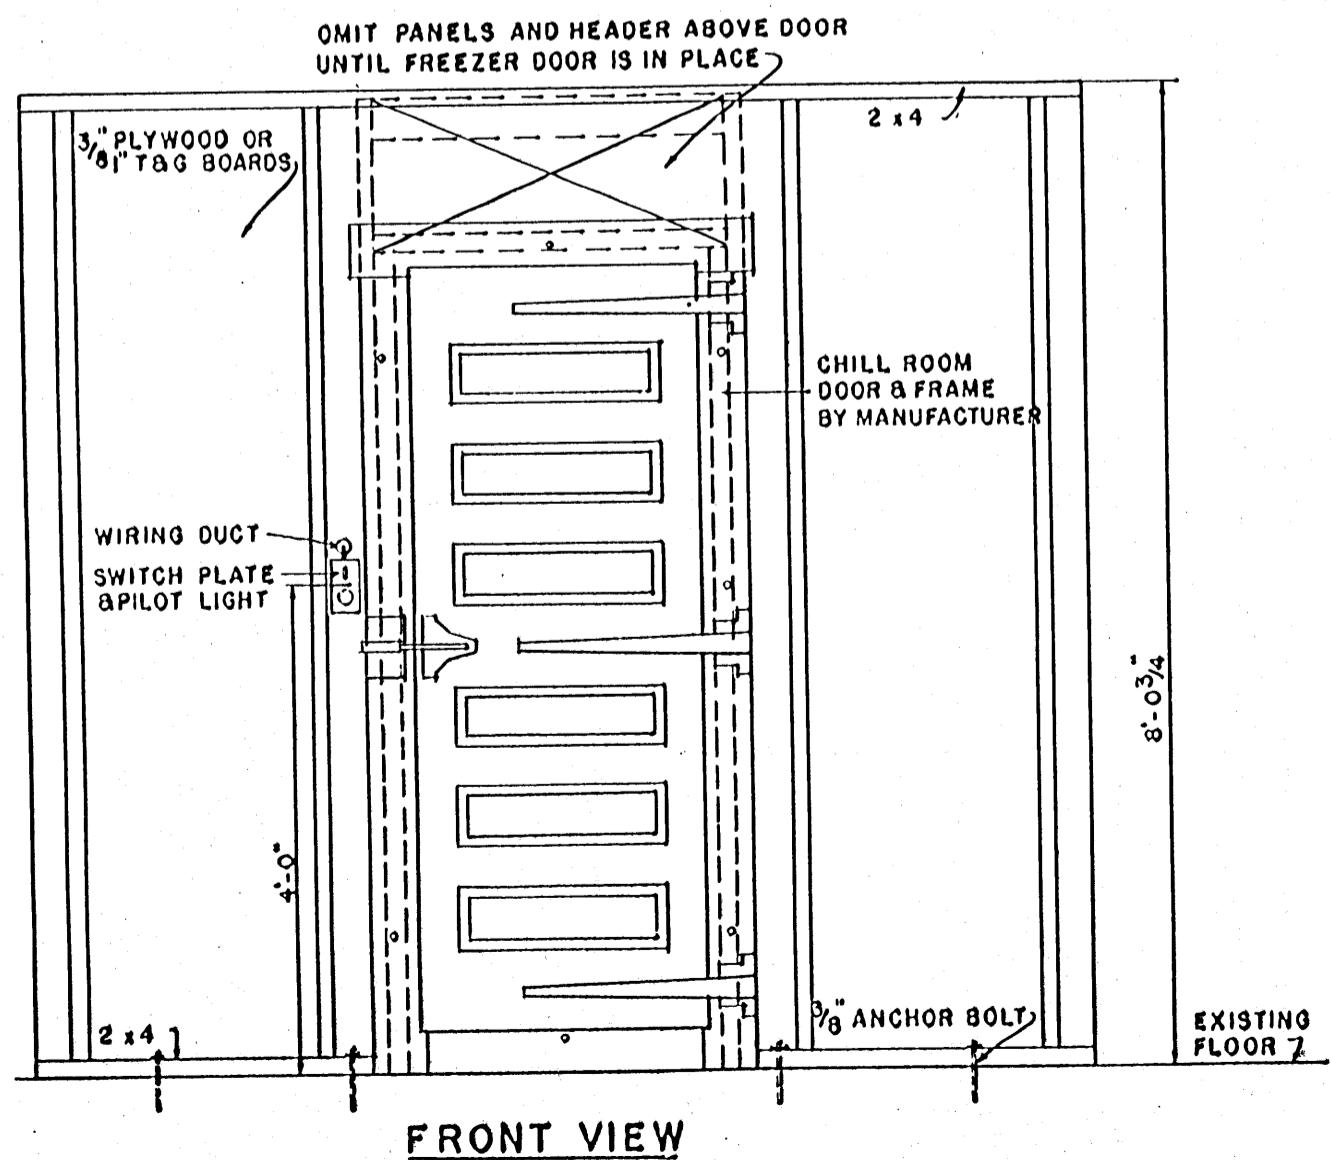 OMIT PANELS AND HEADER ABOVE DOOR
UNTIL FREEZER DOOR IS IN PLACE
2 x 4
3/8" PLYWOOD OR
1" T&G BOARDS
CHILL ROOM
DOOR & FRAME
BY MANUFACTURER
WIRING DUCT
SWITCH PLATE
& PILOT LIGHT
8'-0 3/4"
4'-0"
2 x 4
3/8" ANCHOR BOLT
EXISTING
FLOOR
FRONT VIEW